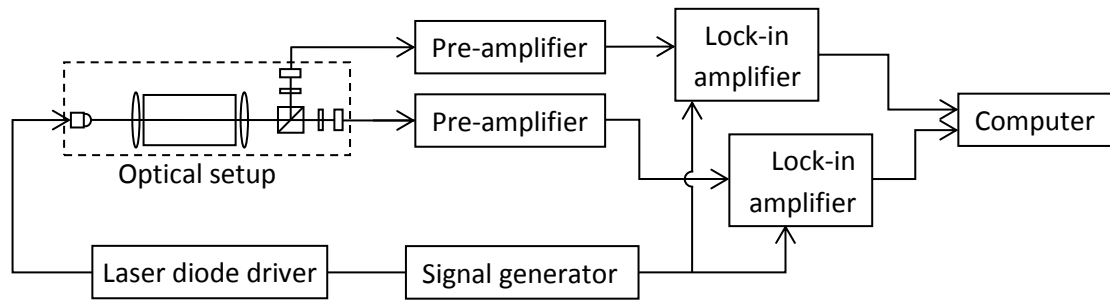 Pre-amplifier
Lock-in
amplifier
Pre-amplifier
Computer
Lock-in
amplifier
Optical setup
Laser diode driver
Signal generator